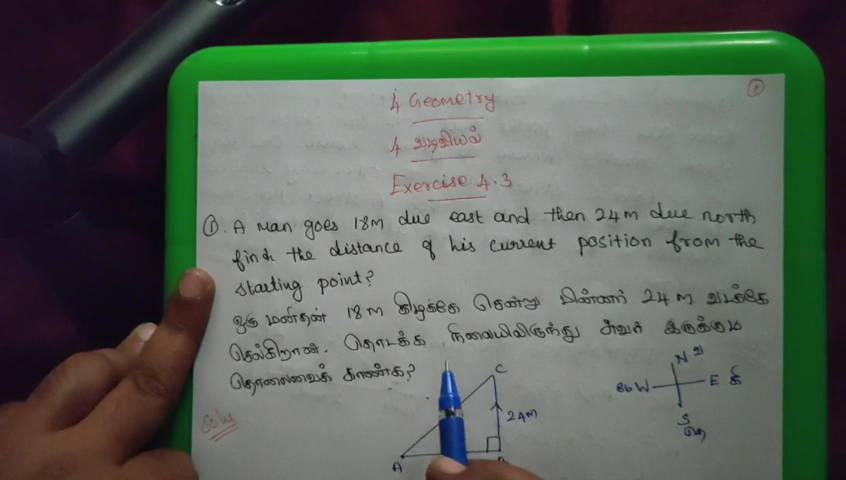 1
4 Geometry
4 வடிவியல்
Exercise 4.3
1. A man goes 18m due east and then 24m due north
find the distance of his current position from the
starting point?
ஒரு மனிதன் 18 m கிழக்கே சென்று பின்னர் 24 m வடக்கே
செல்கிறான். தொடக்க நிலையிலிருந்து அவர் இருக்கும்
தொலைவைக் காண்க?
Soln
C
24m
A
N வ
W E கி
S
தெ